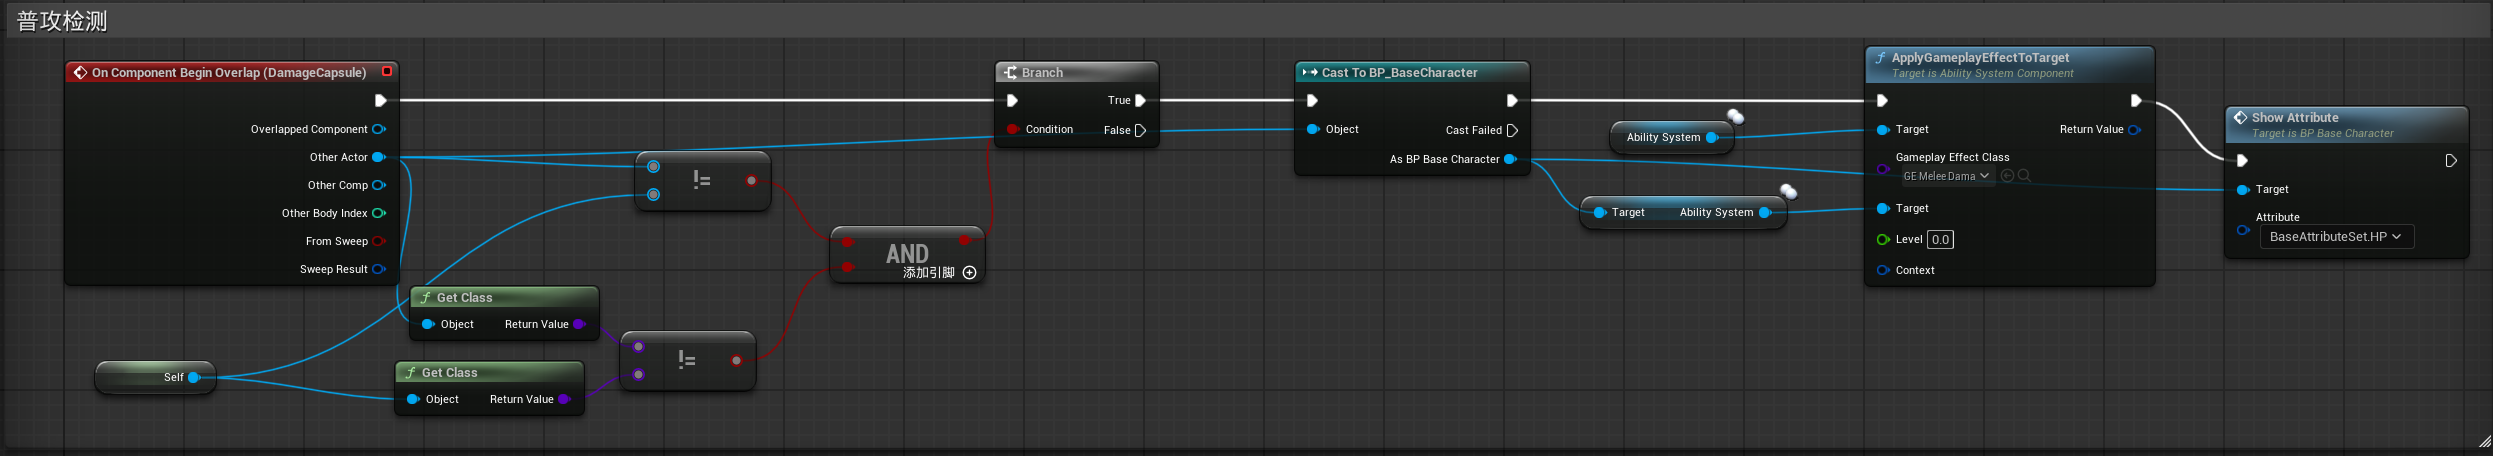 普攻检测
On Component Begin Overlap (DamageCapsule)
Overlapped Component
Other Actor
Other Comp
Other Body Index
From Sweep
Sweep Result
Self
Get Class
Object Return Value
Get Class
Object Return Value
!=
!=
AND
添加引脚
Branch
True
Condition False
Cast To BP_BaseCharacter
Object
Cast Failed
As BP Base Character
Ability System
Target Ability System
ApplyGameplayEffectToTarget
Target is Ability System Component
Target Return Value
Gameplay Effect Class
GE Melee Dama
Target
Level 0.0
Context
Show Attribute
Target is BP Base Character
Target
Attribute
BaseAttributeSet.HP